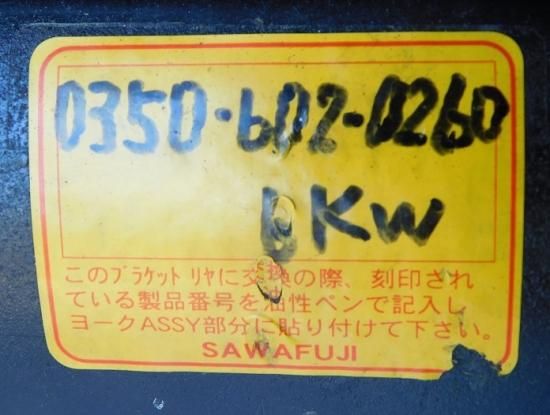 0350-602-0260
6KW
このブラケット リヤに交換の際、刻印され
ている製品番号を油性ペンで記入し
ヨークASSY部分に貼り付けて下さい。
SAWAFUJI